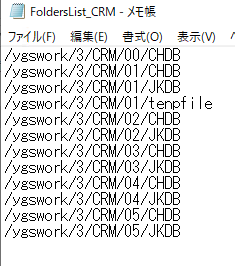 FoldersList_CRM - メモ帳
ファイル(F) 編集(E) 書式(O) 表示(V) ヘ
/ygswork/3/CRM/00/CHDB
/ygswork/3/CRM/01/CHDB
/ygswork/3/CRM/01/JKDB
/ygswork/3/CRM/01/tenpfile
/ygswork/3/CRM/02/CHDB
/ygswork/3/CRM/02/JKDB
/ygswork/3/CRM/03/CHDB
/ygswork/3/CRM/03/JKDB
/ygswork/3/CRM/04/CHDB
/ygswork/3/CRM/04/JKDB
/ygswork/3/CRM/05/CHDB
/ygswork/3/CRM/05/JKDB